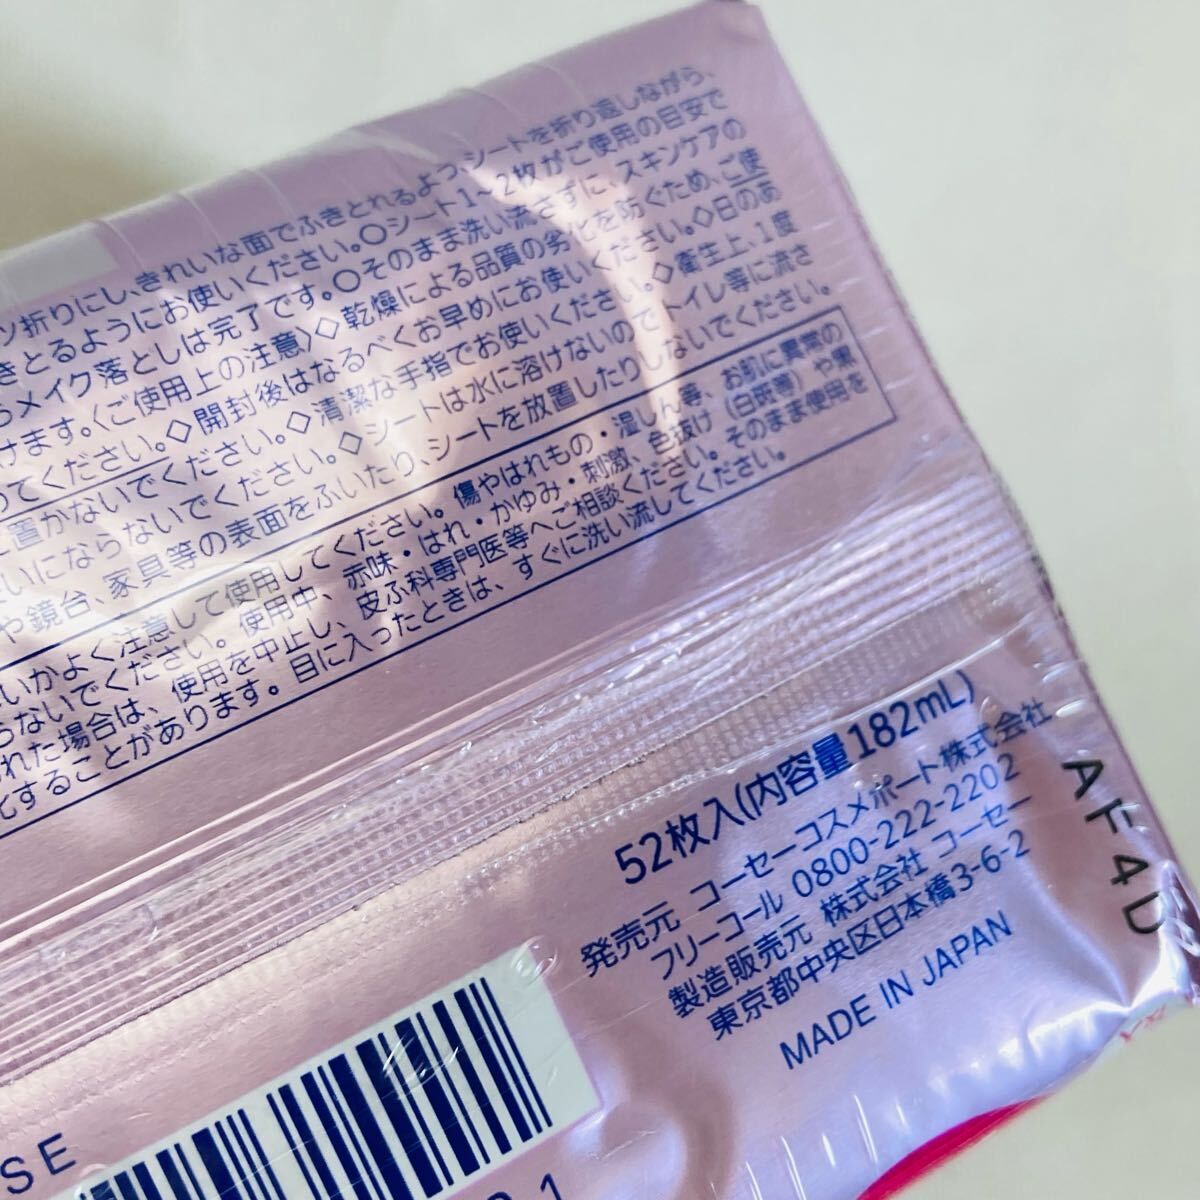 ツ折りにし、きれいな面でふきとれるよう、シートを折り返しながら、
きとるようにお使いください。○シート1〜2枚がご使用の目安で
らメイク落としは完了です。○そのまま洗い流さずに、スキンケアの
けます。〈ご使用上の注意〉◇乾燥による品質の劣化を防ぐため、ご使
ってください。◇開封後はなるべくお早めにお使いください。◇日のあ
に置かないでください。◇清潔な手指でお使いください。◇衛生上、1度
いにならないでください。◇シートは水に溶けないのでトイレ等に流さ
や鏡台、家具等の表面をふいたり、シートを放置したりしないでください。
いかよく注意して使用してください。傷やはれもの・湿しん等、お肌に異常の
らないでください。使用中、赤味・はれ・かゆみ・刺激、色抜け(白斑等)や黒
れた場合は、使用を中止し、皮ふ科専門医等へご相談ください。そのまま使用を
化することがあります。目に入ったときは、すぐに洗い流してください。
52枚入(内容量182mL)
発売元 コーセーコスメポート株式会社
フリーコール 0800-222-2202
製造販売元 株式会社 コーセー
東京都中央区日本橋3-6-2
MADE IN JAPAN
AF4D
SE
1